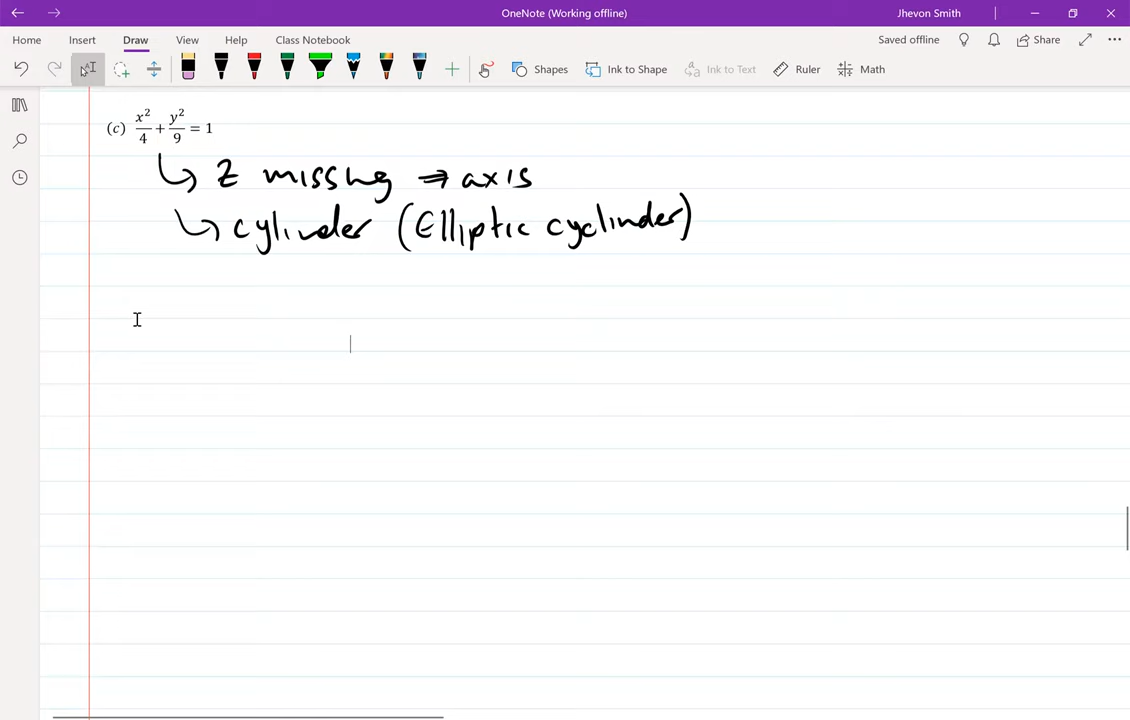 OneNote (Working offline)
Jhevon Smith
Home Insert Draw View Help Class Notebook
Saved offline
Share
Shapes
Ink to Shape
Ink to Text
Ruler
Math
(c) x²/4 + y²/9 = 1
↳ z missing ⇒ axis
↳ cylinder (Elliptic cyclinder)